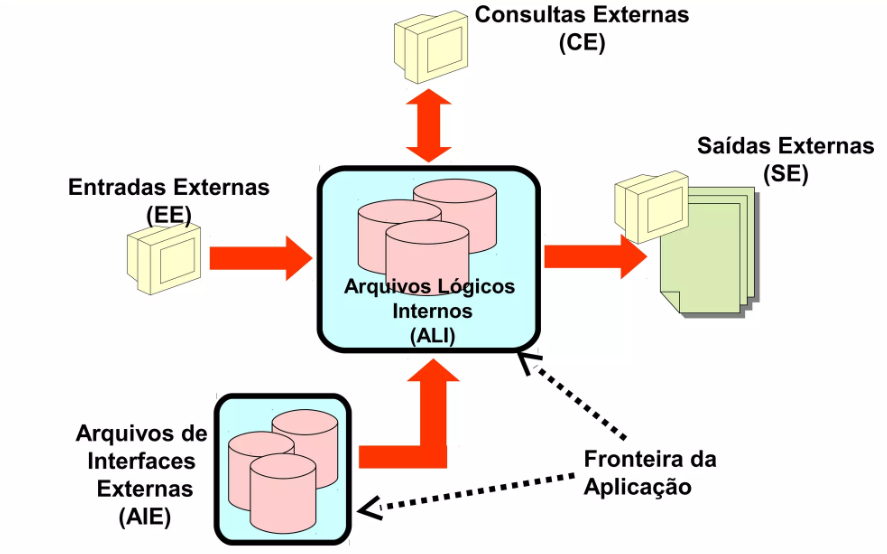 Consultas Externas
(CE)
Saídas Externas
(SE)
Entradas Externas
(EE)
Arquivos Lógicos
Internos
(ALI)
Arquivos de
Interfaces
Externas
(AIE)
Fronteira da
Aplicação